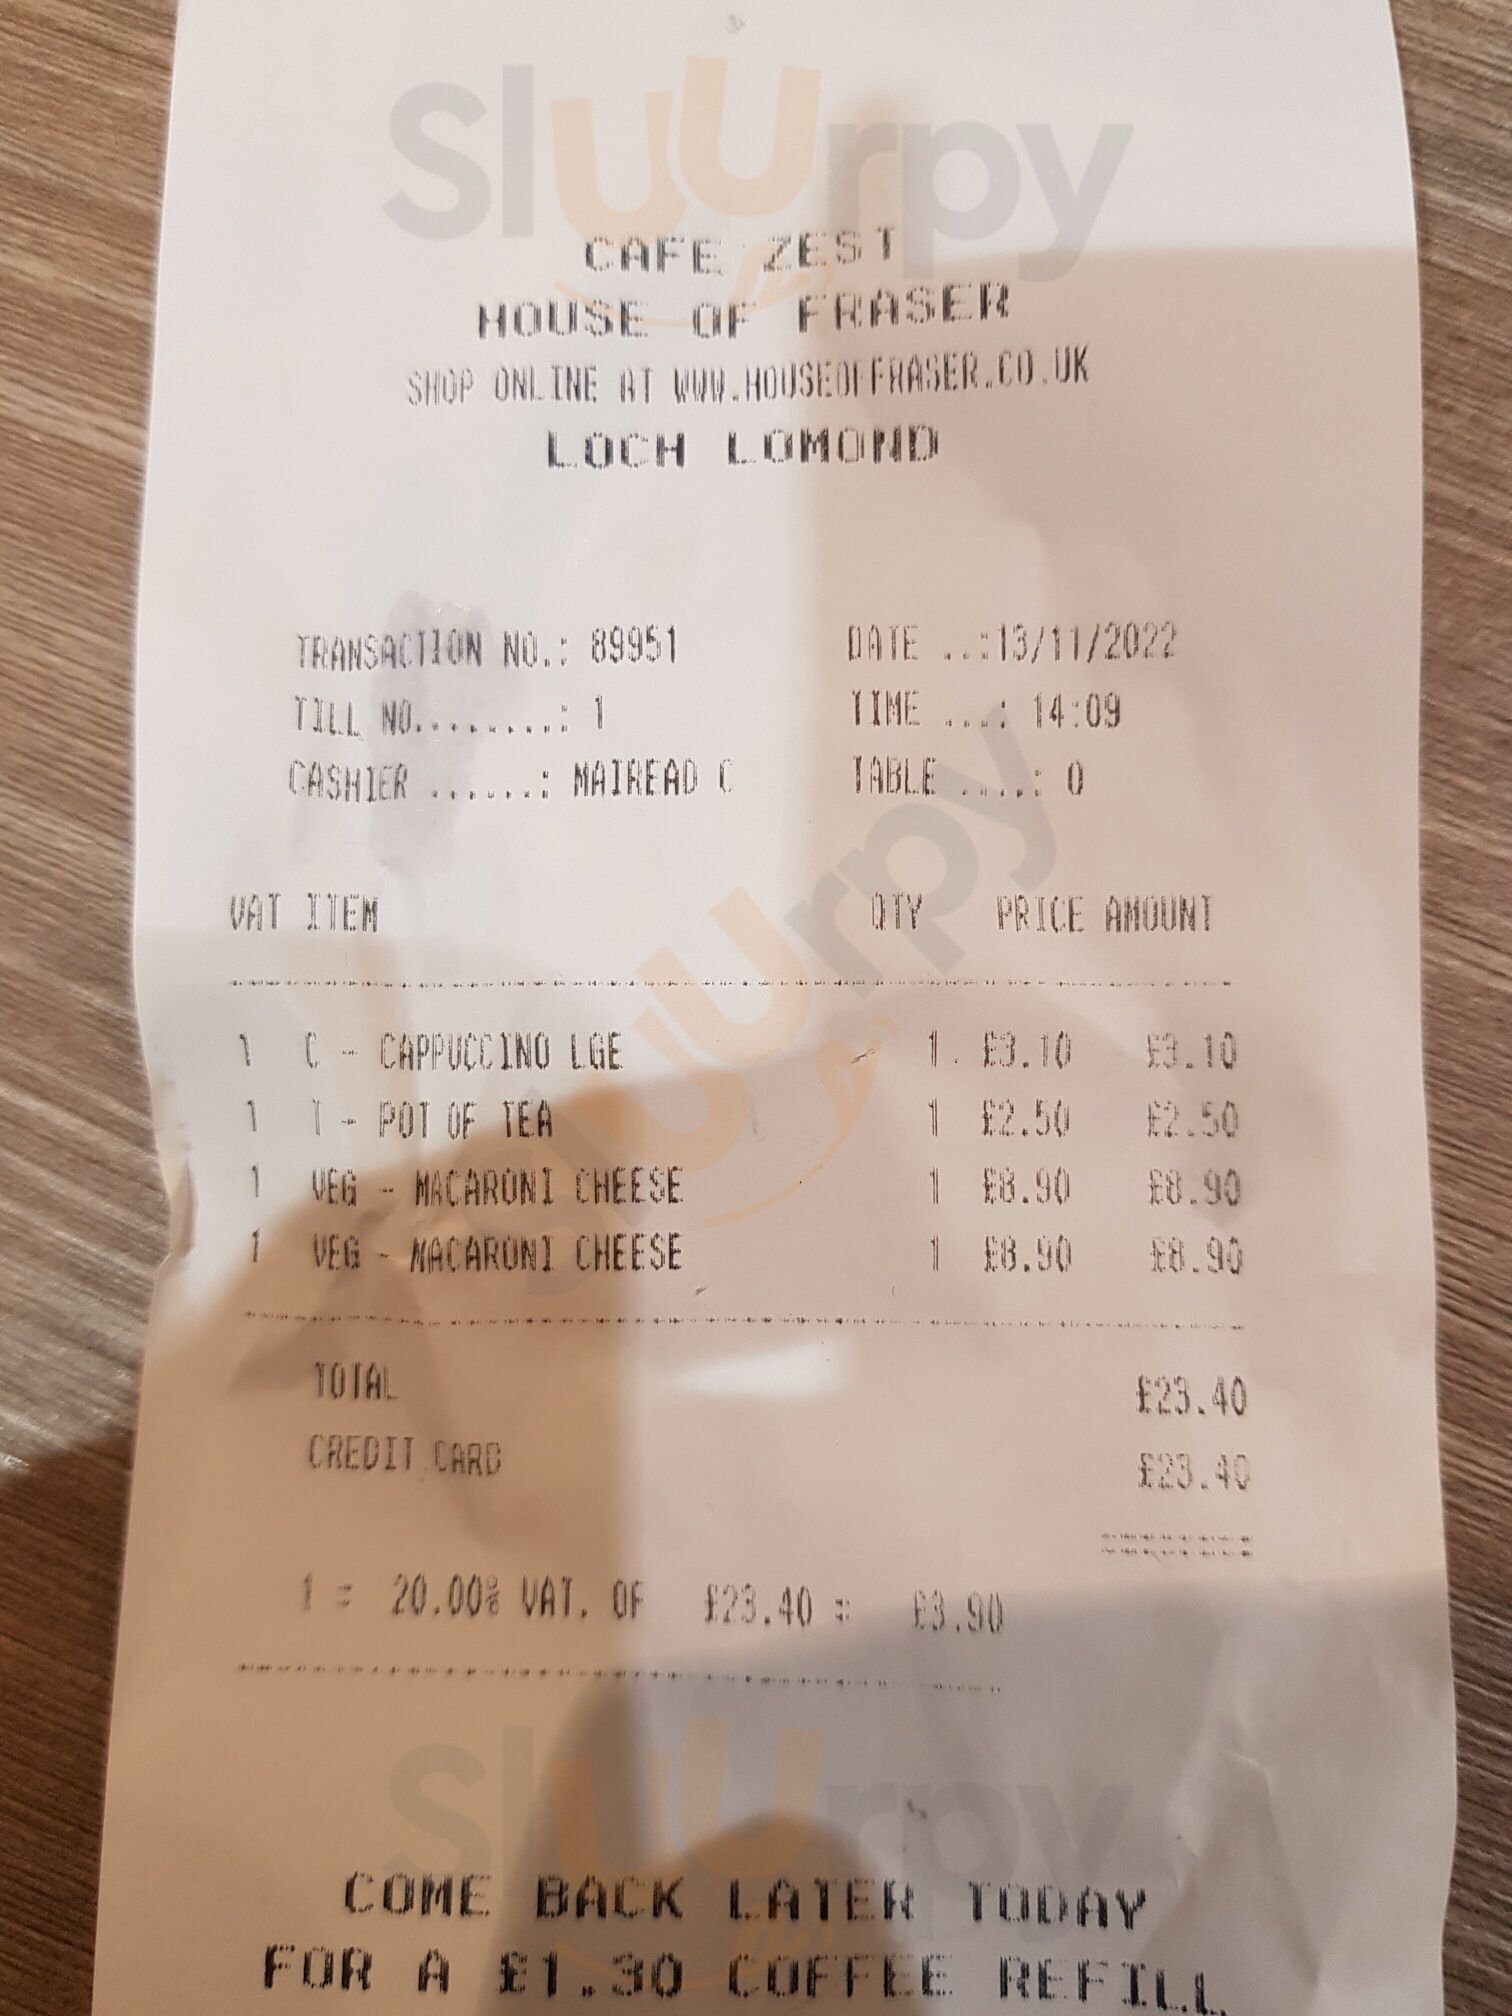 Sluurpy
CAFE ZEST
HOUSE OF FRASER
SHOP ONLINE AT WWW.HOUSEOFFRASER.CO.UK
LOCH LOMOND
TRANSACTION NO.: 89951 DATE ..:13/11/2022
TILL NO.........: 1 TIME ...: 14:09
CASHIER ......: MAIREAD C TABLE ....: 0
Sluurpy
VAT ITEM QTY PRICE AMOUNT
1 C - CAPPUCCINO LGE 1 £3.10 £3.10
1 T - POT OF TEA 1 £2.50 £2.50
1 VEG - MACARONI CHEESE 1 £8.90 £8.90
1 VEG - MACARONI CHEESE 1 £8.90 £8.90
TOTAL £23.40
CREDIT CARD £23.40
1 = 20.00% VAT. OF £23.40 = £3.90
Sluurpy
COME BACK LATER TODAY
FOR A £1.30 COFFEE REFILL